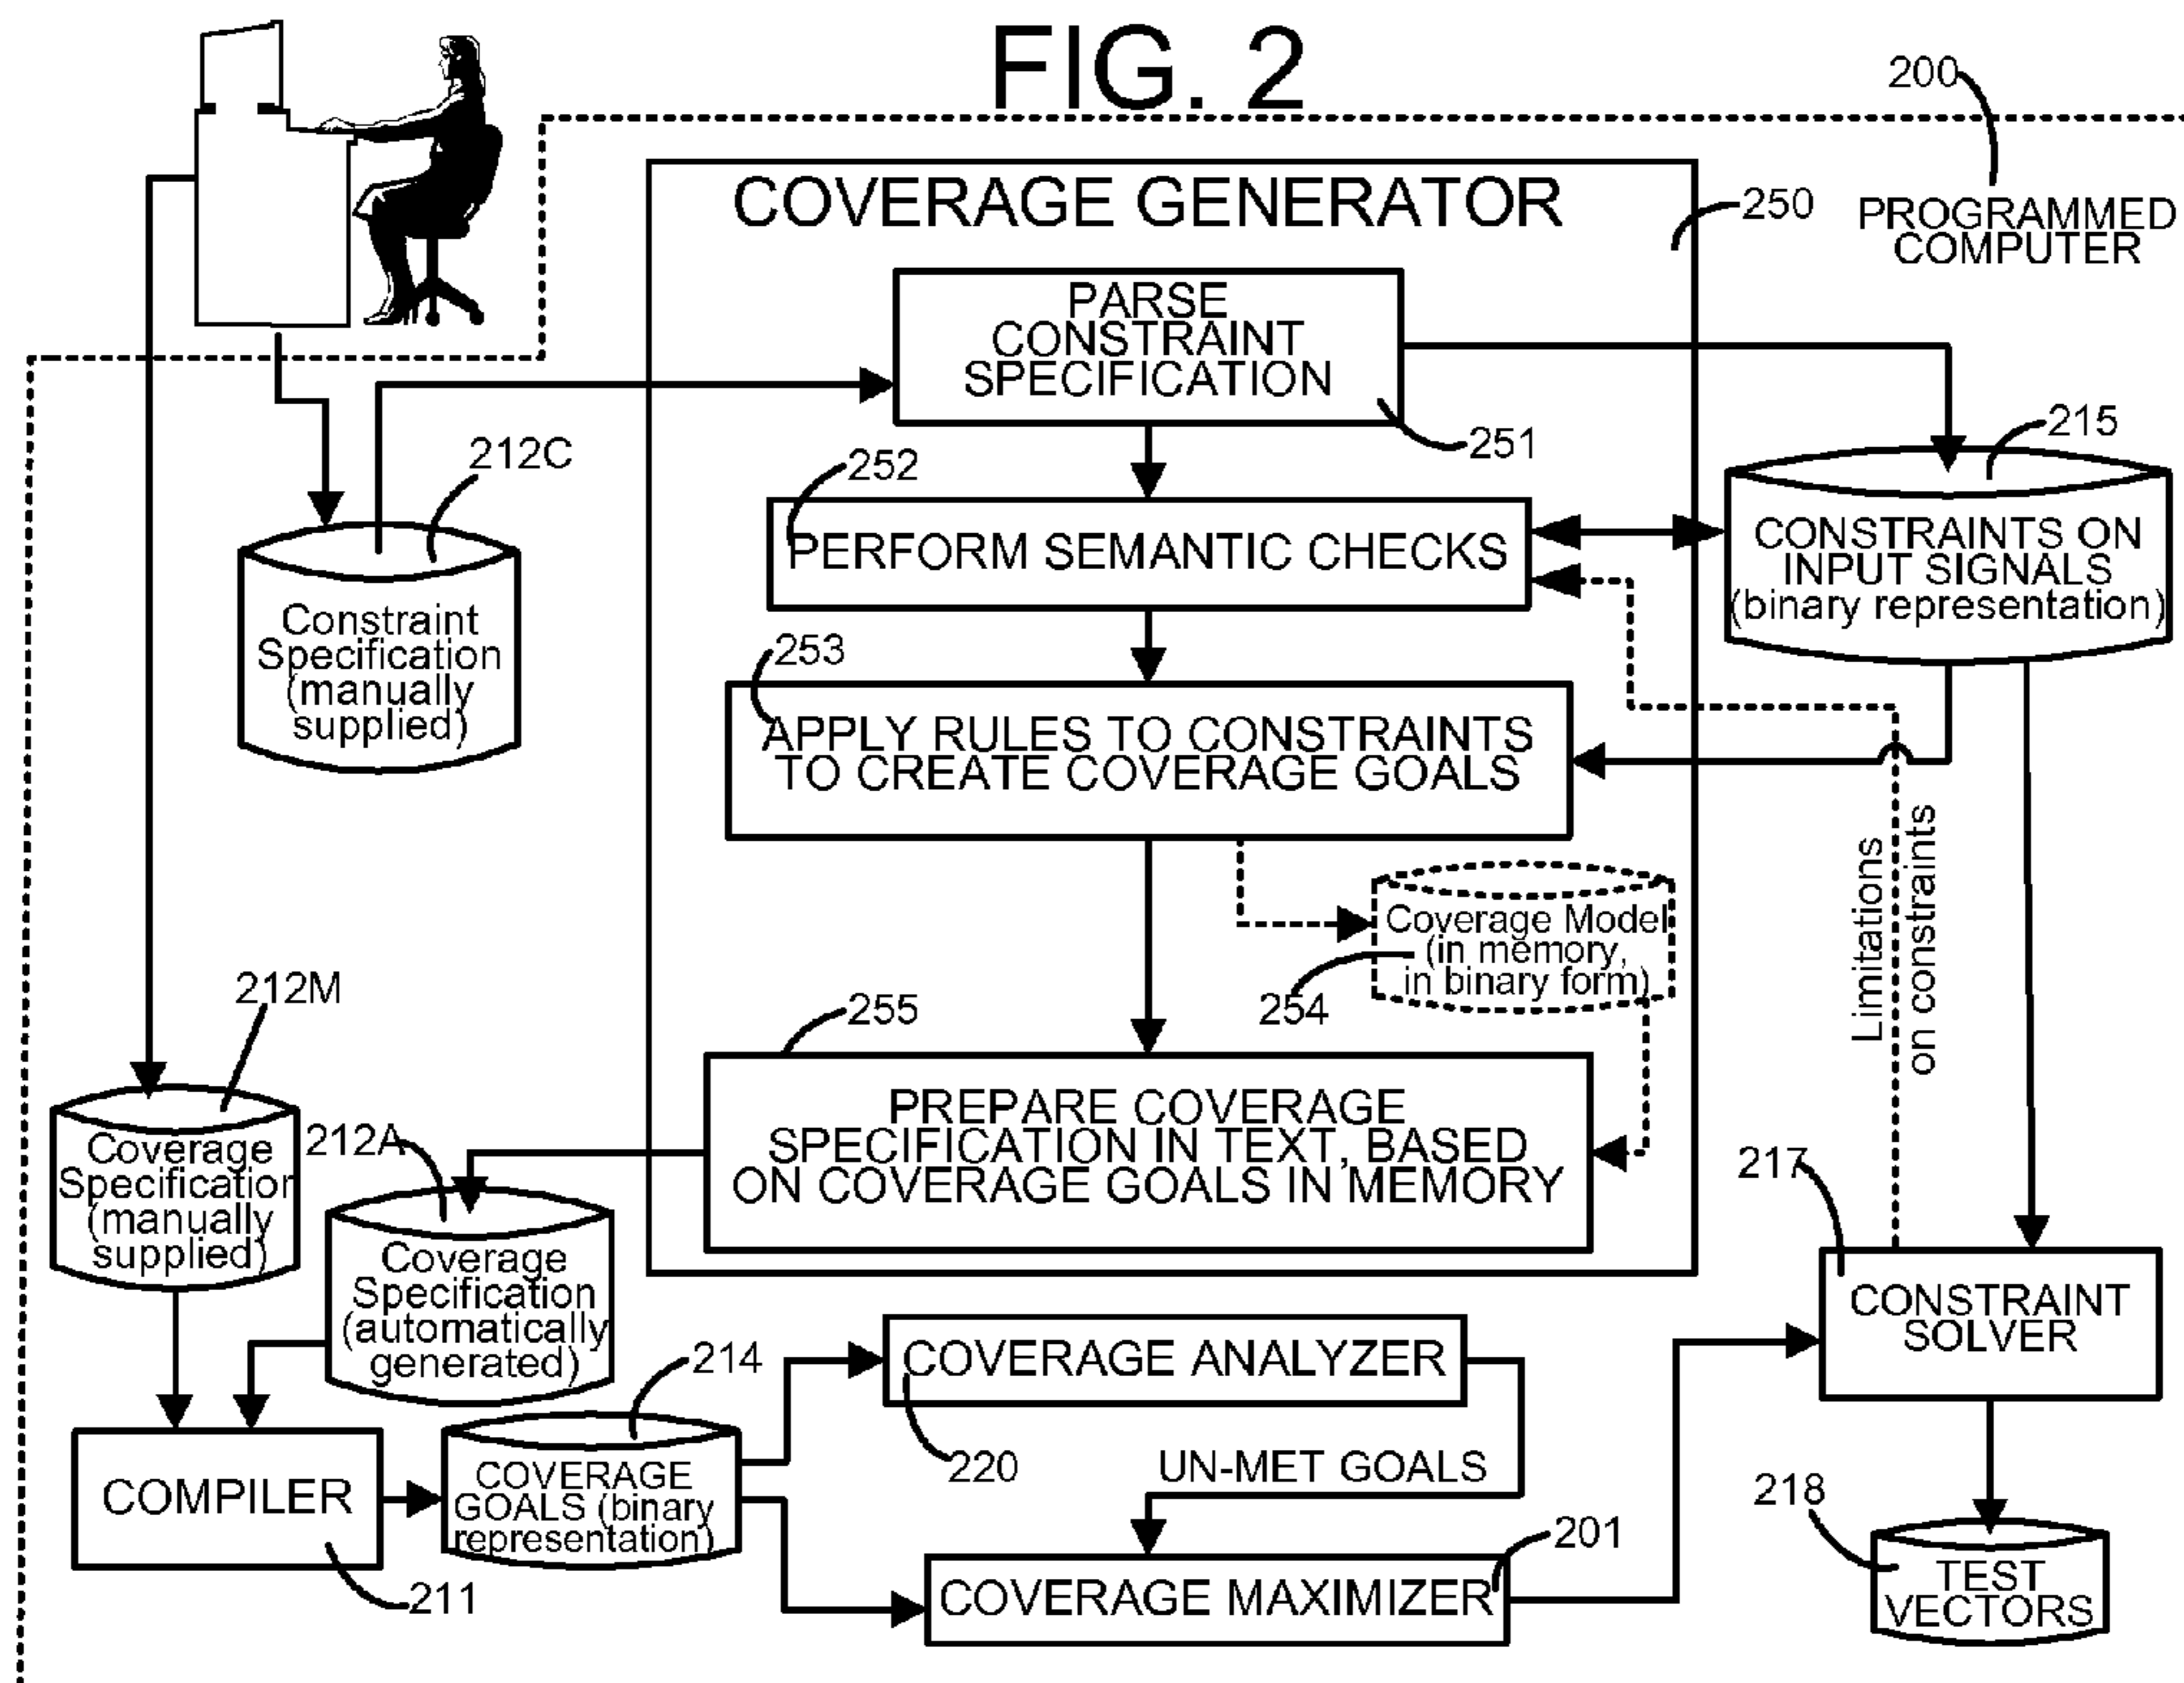 FIG. 2
200
PROGRAMMED
COMPUTER
COVERAGE GENERATOR
250
PARSE
CONSTRAINT
SPECIFICATION
251
215
212C
252
PERFORM SEMANTIC CHECKS
CONSTRAINTS ON
INPUT SIGNALS
(binary representation)
Constraint
Specification
(manually
supplied)
253
APPLY RULES TO CONSTRAINTS
TO CREATE COVERAGE GOALS
Limitations
on constraints
Coverage Model
(in memory,
in binary form)
254
212M
255
PREPARE COVERAGE
SPECIFICATION IN TEXT, BASED
ON COVERAGE GOALS IN MEMORY
Coverage
Specification
(manually
supplied)
212A
Coverage
Specification
(automatically
generated)
217
CONSTRAINT
SOLVER
214
COVERAGE ANALYZER
220
UN-MET GOALS
COMPILER
211
COVERAGE
GOALS (binary
representation)
218
TEST
VECTORS
201
COVERAGE MAXIMIZER